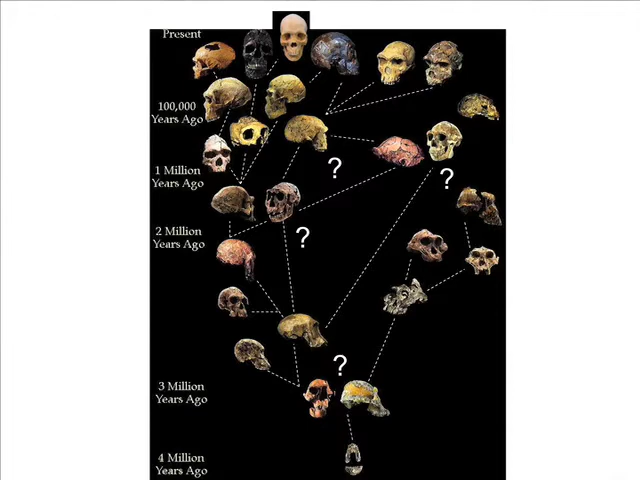 Present
100,000
Years Ago
?
1 Million
Years Ago
?
2 Million
Years Ago
?
?
3 Million
Years Ago
4 Million
Years Ago